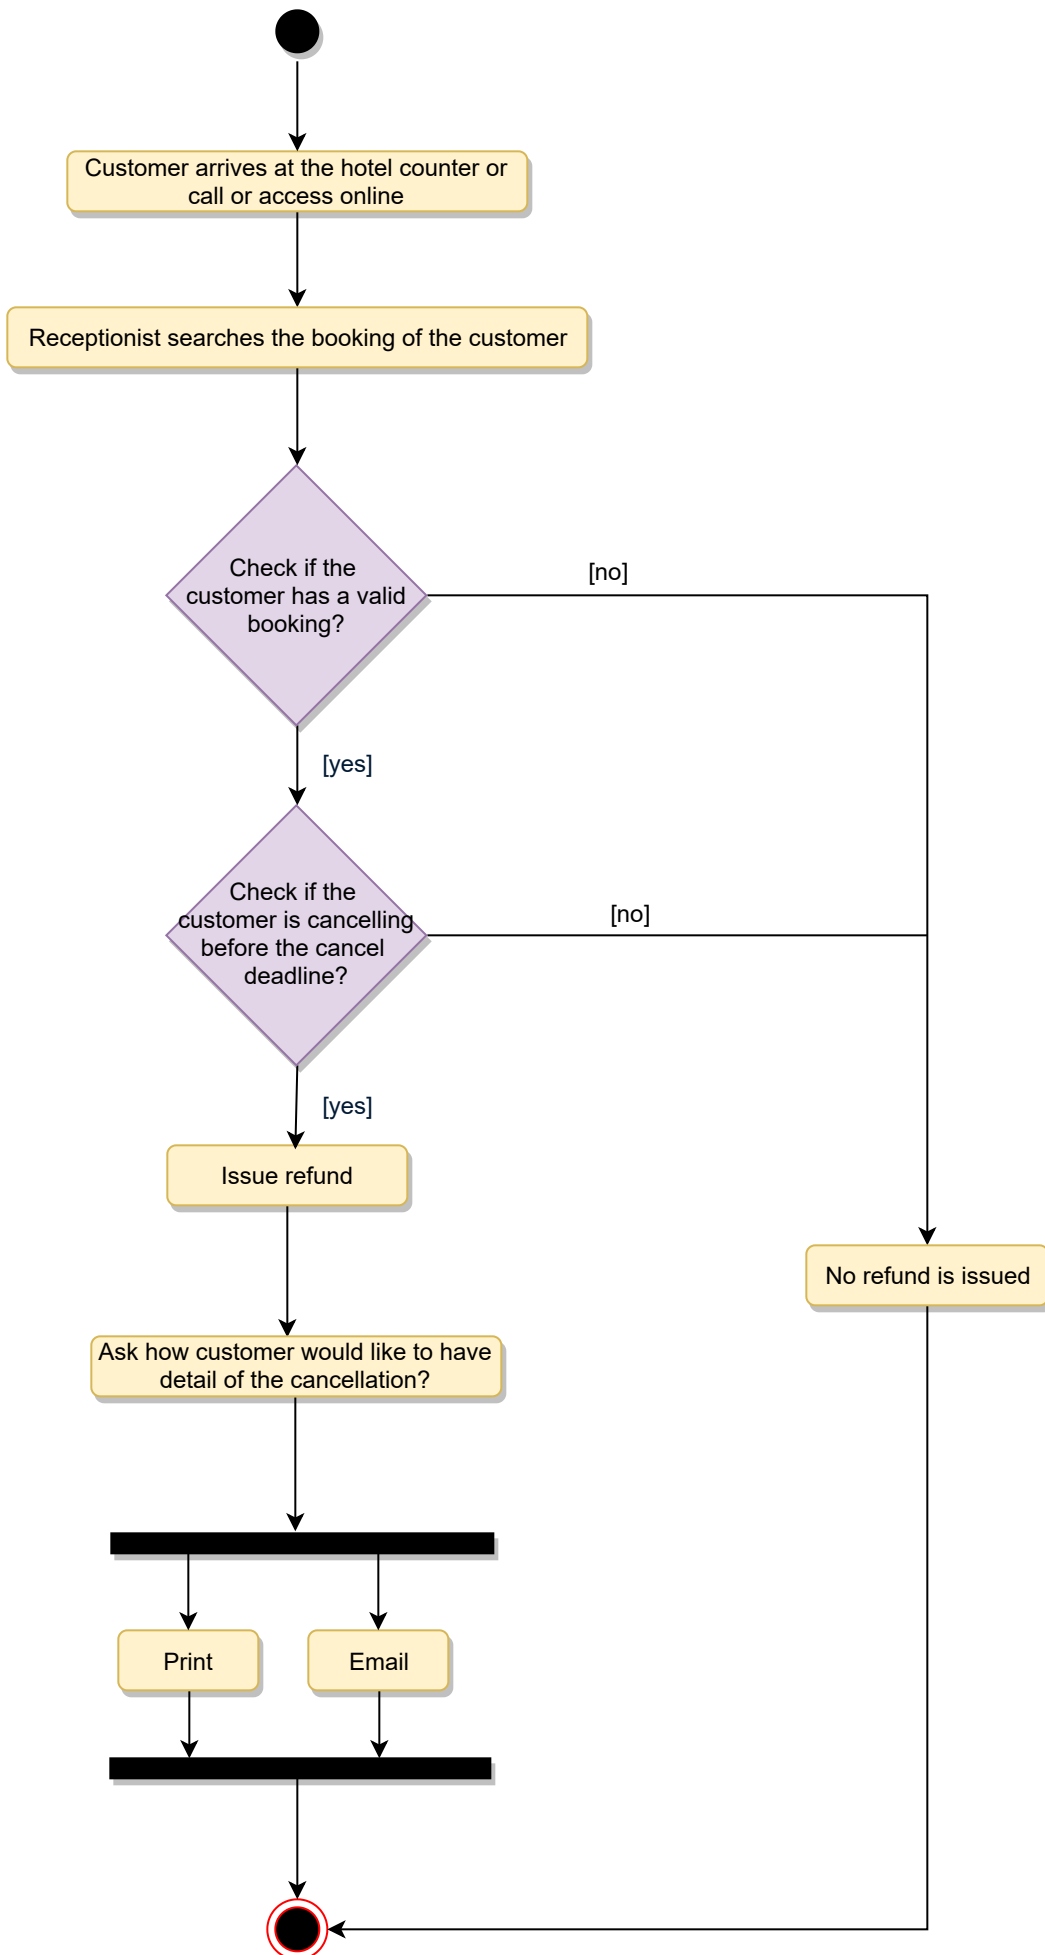 Customer arrives at the hotel counter or
call or access online
Receptionist searches the booking of the customer
Check if the
customer has a valid
booking?
[no]
[yes]
Check if the
customer is cancelling
before the cancel
deadline?
[no]
[yes]
Issue refund
No refund is issued
Ask how customer would like to have
detail of the cancellation?
Print
Email